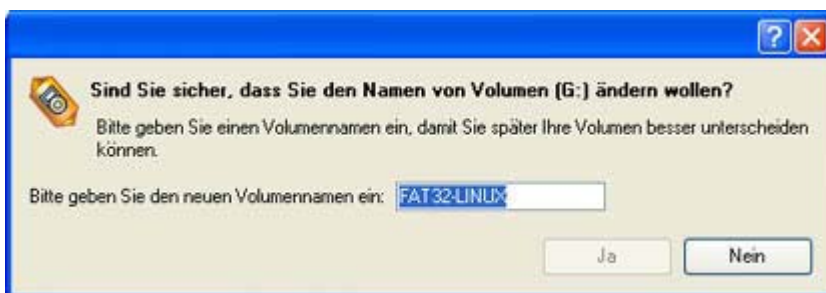 Sind Sie sicher, dass Sie den Namen von Volumen (G:) ändern wollen?
Bitte geben Sie einen Volumennamen ein, damit Sie später Ihre Volumen besser unterscheiden
können.
Bitte geben Sie den neuen Volumennamen ein: FAT32-LINUX
Ja Nein